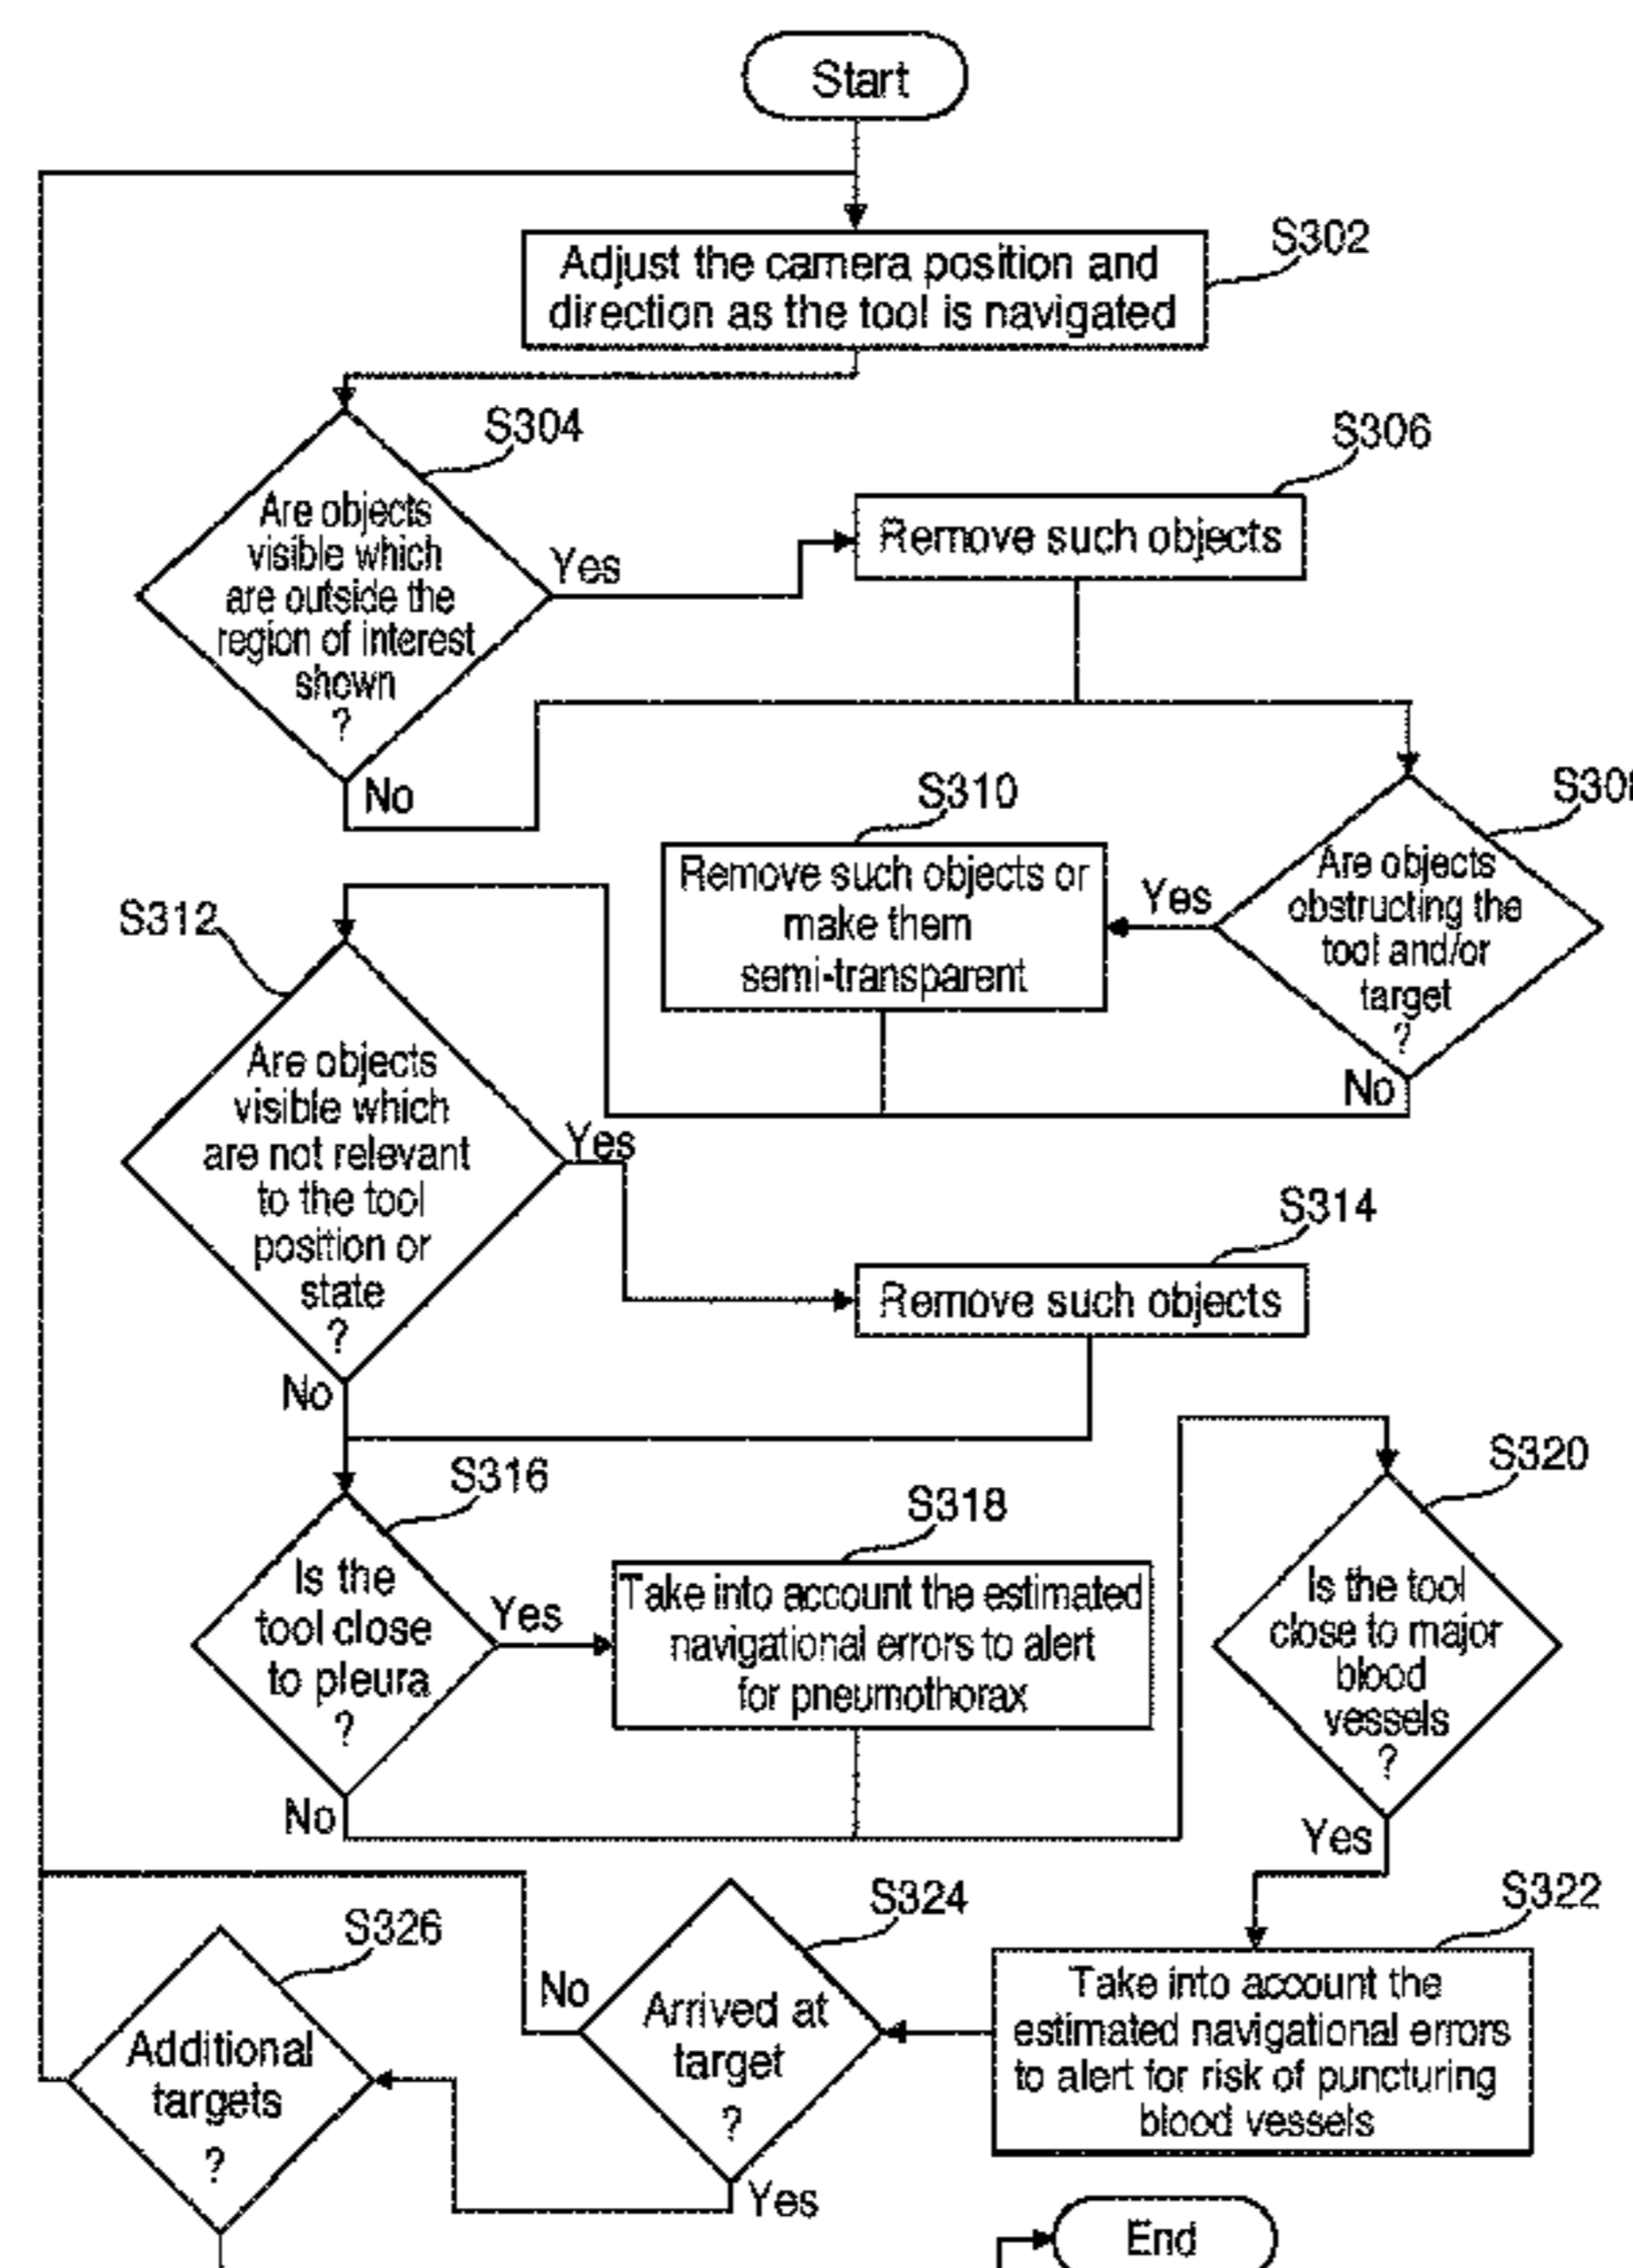 Start
S302
Adjust the camera position and
direction as the tool is navigated
S304
Are objects
visible which
are outside the
region of interest
shown
?
Yes
No
S306
Remove such objects
S308
Are objects
obstructing the
tool and/or
target
?
Yes
No
S310
Remove such objects or
make them
semi-transparent
S312
Are objects
visible which
are not relevant
to the tool
position or
state
?
Yes
No
S314
Remove such objects
S316
Is the
tool close
to pleura
?
Yes
No
S318
Take into account the estimated
navigational errors to alert
for pneumothorax
S320
Is the tool
close to major
blood
vessels
?
Yes
S322
Take into account the
estimated navigational errors
to alert for risk of puncturing
blood vessels
S324
Arrived at
target
?
No
Yes
S326
Additional
targets
?
End